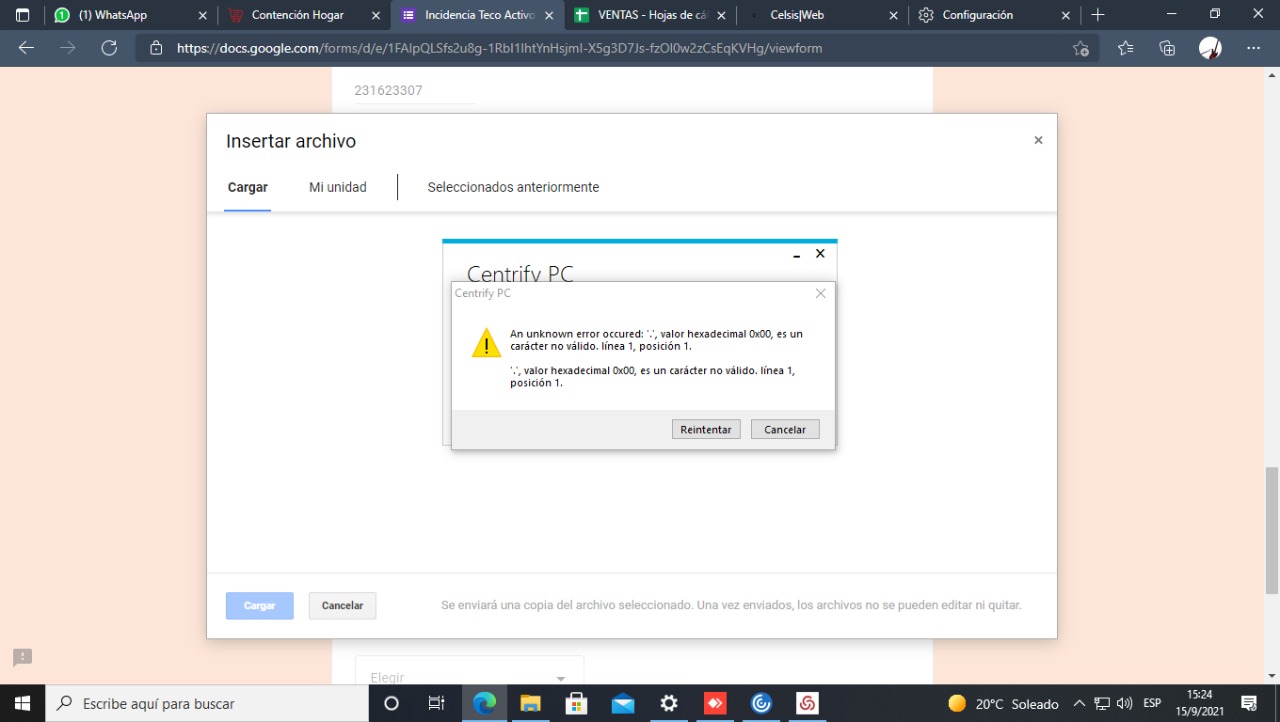 (1) WhatsApp
Contención Hogar
Incidencia Teco Activo
VENTAS - Hojas de cá
Celsis|Web
Configuración
https://docs.google.com/forms/d/e/1FAIpQLSfs2u8g-1RbI1IhtYnHsjmI-X5g3D7Js-fzOI0w2zCsEqKVHg/viewform
231623307
Insertar archivo
Cargar
Mi unidad
Seleccionados anteriormente
Centrify PC
Centrify PC
An unknown error occured: '.', valor hexadecimal 0x00, es un
carácter no válido. línea 1, posición 1.
'.', valor hexadecimal 0x00, es un carácter no válido. línea 1,
posición 1.
Reintentar
Cancelar
Cargar
Cancelar
Se enviará una copia del archivo seleccionado. Una vez enviados, los archivos no se pueden editar ni quitar.
Elegir
Escribe aquí para buscar
20°C Soleado
ESP
15:24
15/9/2021